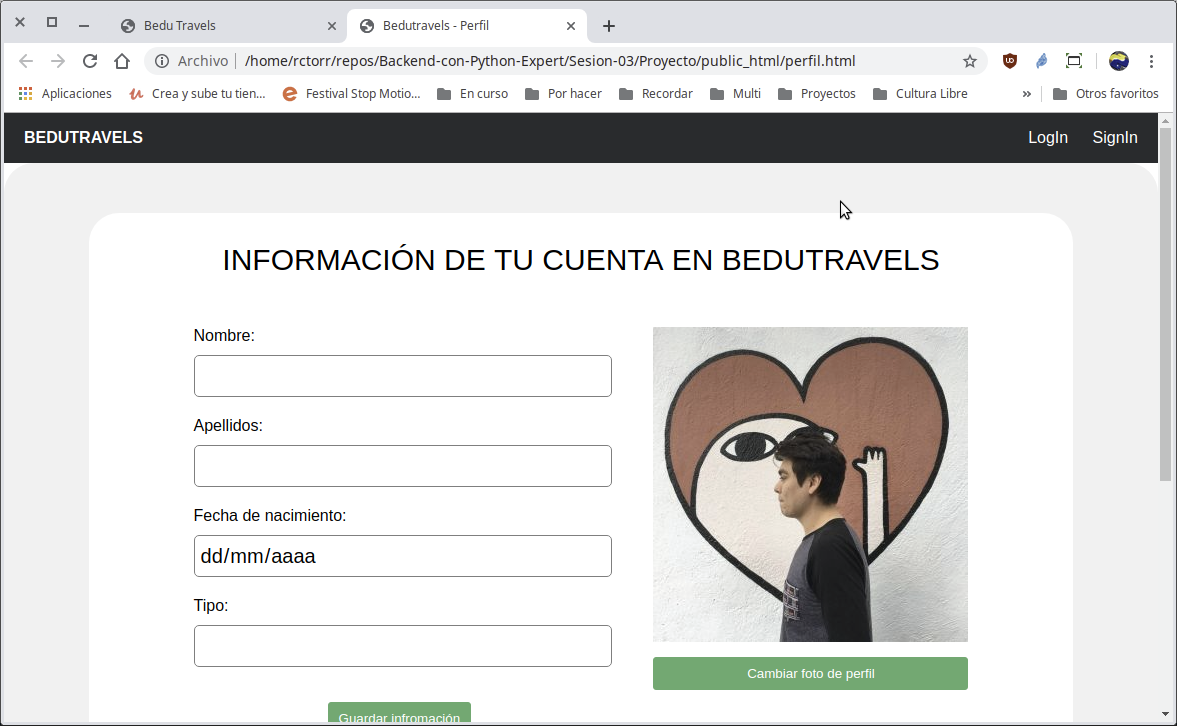 Bedu Travels
Bedutravels - Perfil
Archivo | /home/rctorr/repos/Backend-con-Python-Expert/Sesion-03/Proyecto/public_html/perfil.html
Aplicaciones Crea y sube tu tien... Festival Stop Motio... En curso Por hacer Recordar Multi Proyectos Cultura Libre » Otros favoritos
BEDUTRAVELS LogIn SignIn
INFORMACIÓN DE TU CUENTA EN BEDUTRAVELS
Nombre:
Apellidos:
Fecha de nacimiento:
dd/mm/aaaa
Tipo:
Cambiar foto de perfil
Guardar infromación